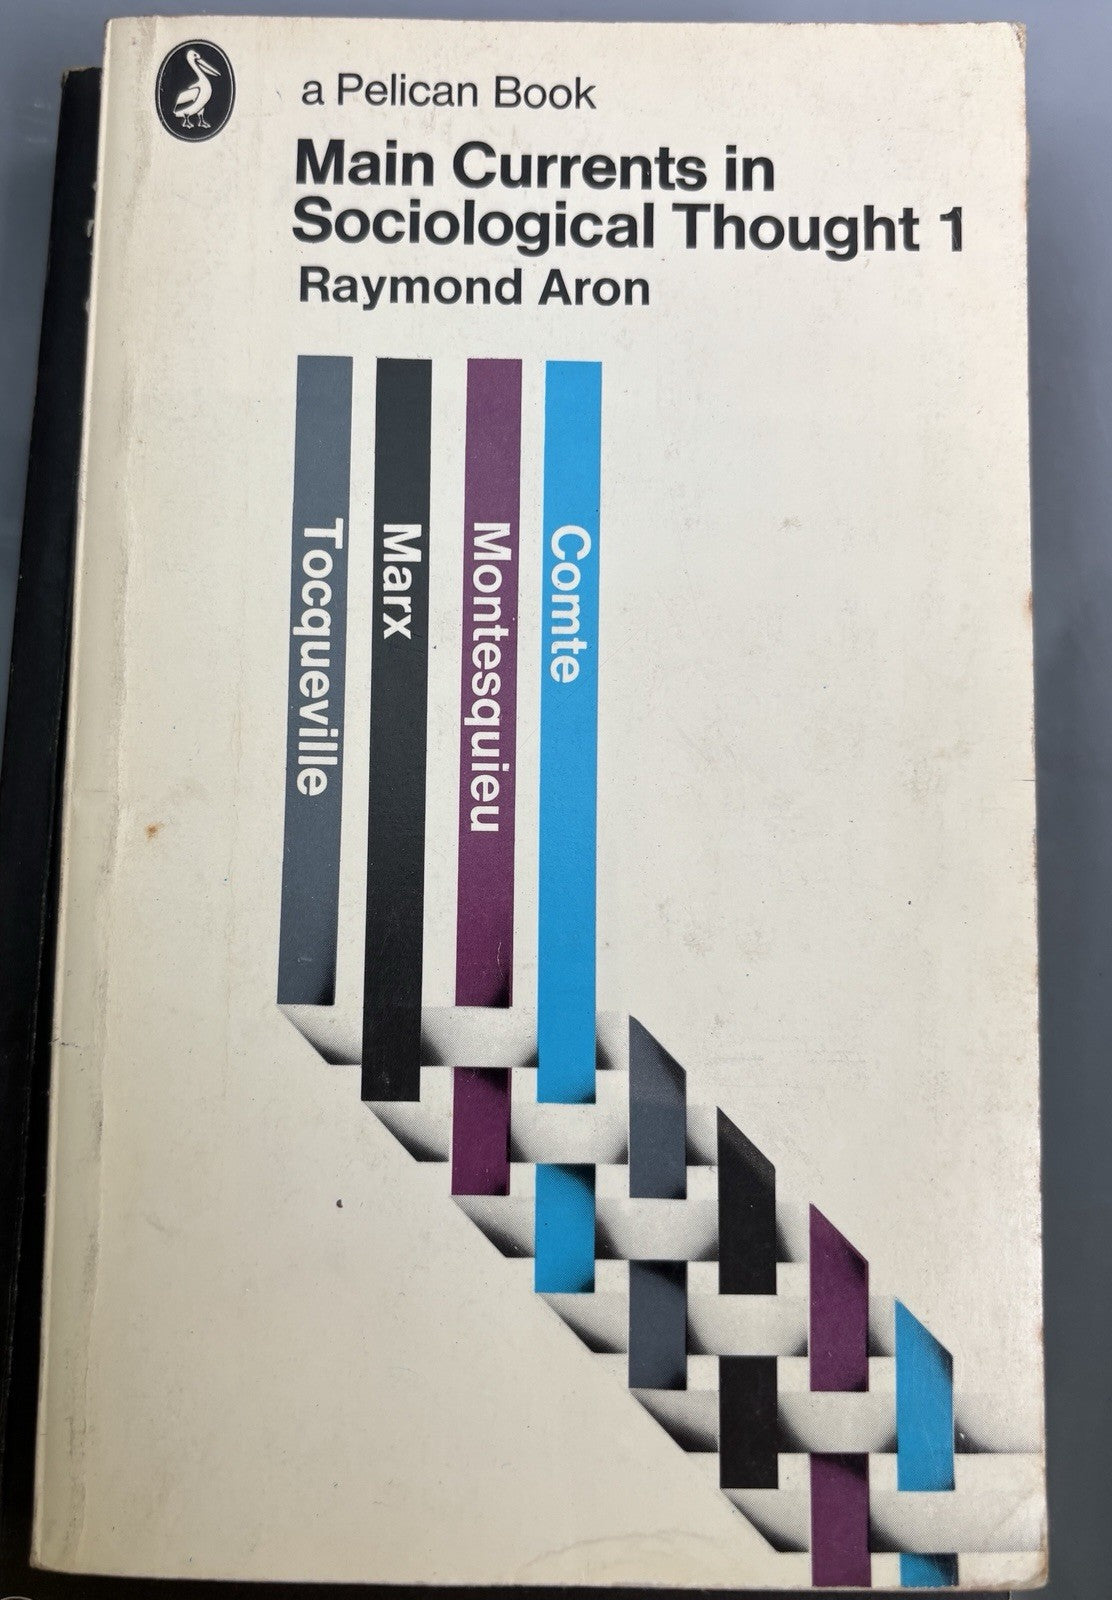 a Pelican Book
Main Currents in
Sociological Thought 1
Raymond Aron
Tocqueville
Marx
Montesquieu
Comte